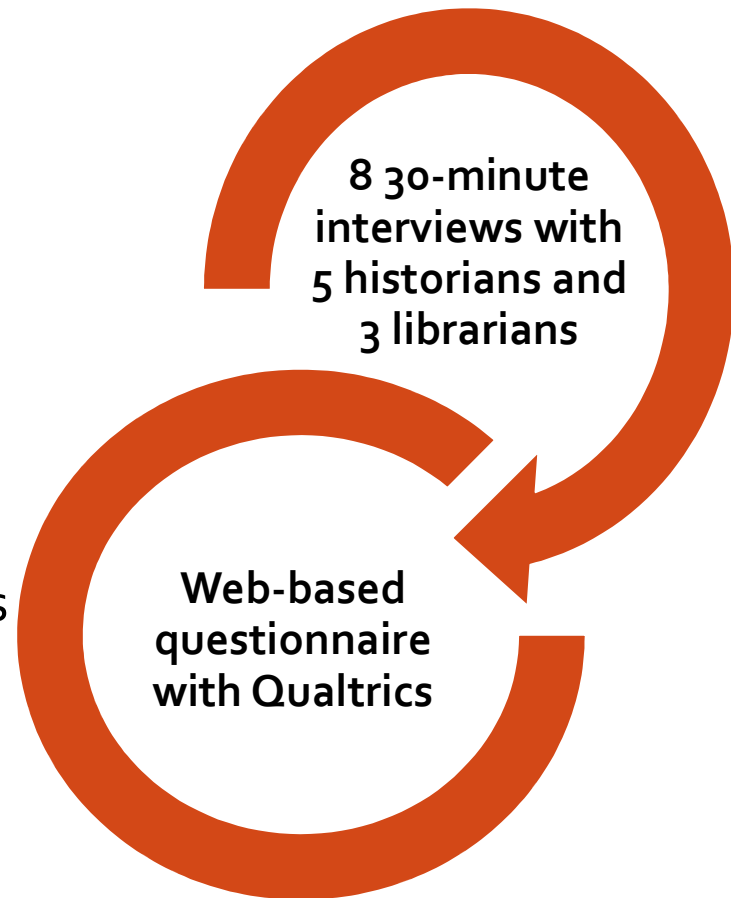 8 30-minute
interviews with
5 historians and
3 librarians
s
Web-based
questionnaire
with Qualtrics